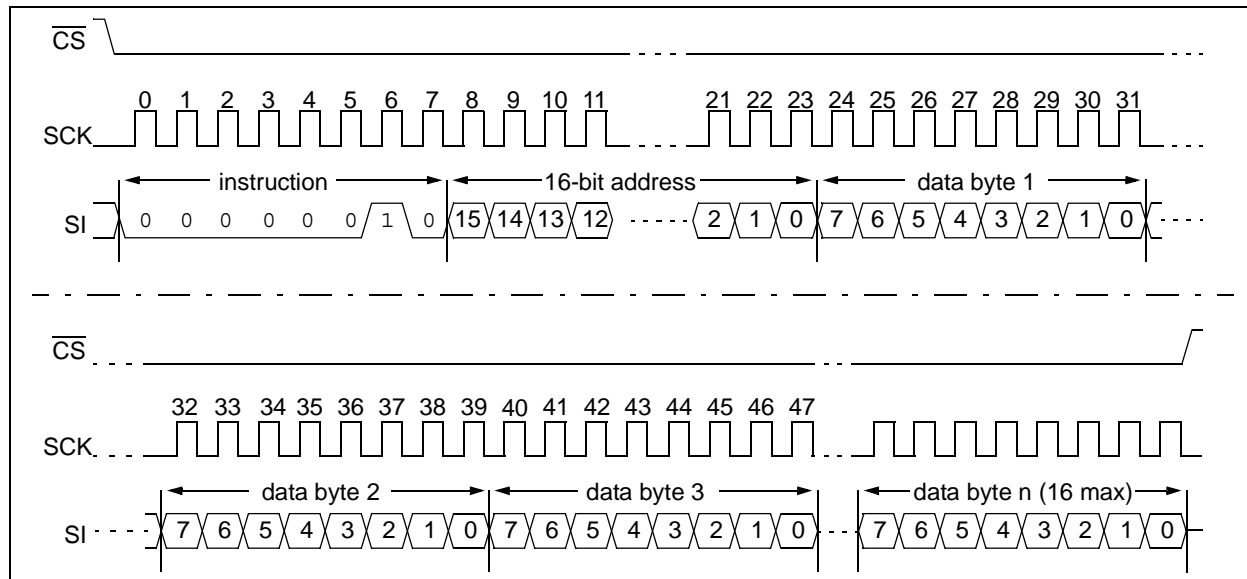 CS
0 1 2 3 4 5 6 7 8 9 10 11 21 22 23 24 25 26 27 28 29 30 31
SCK
instruction 16-bit address data byte 1
SI 0 0 0 0 0 0 1 0 15 14 13 12 2 1 0 7 6 5 4 3 2 1 0
CS
32 33 34 35 36 37 38 39 40 41 42 43 44 45 46 47
SCK
data byte 2 data byte 3 data byte n (16 max)
SI 7 6 5 4 3 2 1 0 7 6 5 4 3 2 1 0 7 6 5 4 3 2 1 0